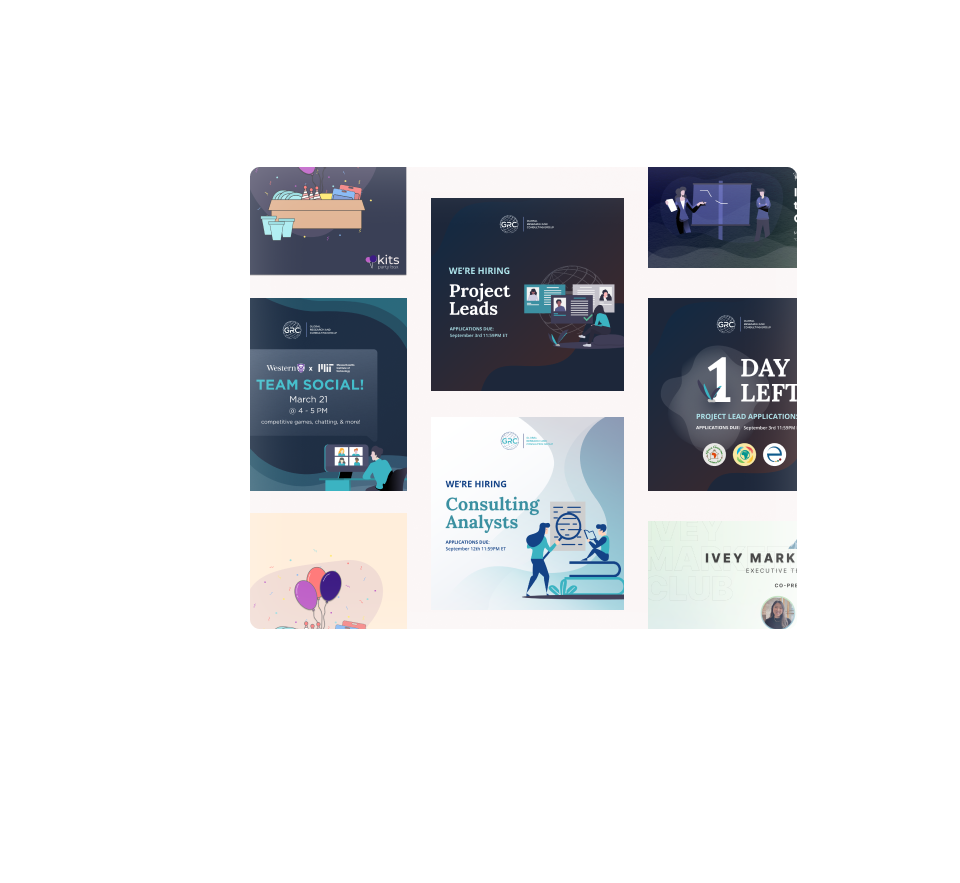 kits
party box
GRC
GLOBAL
RESEARCH AND
CONSULTING GROUP
Western x MIT Massachusetts
Institute of
Technology
TEAM SOCIAL!
March 21
@ 4 - 5 PM
competitive games, chatting, & more!
GRC
GLOBAL
RESEARCH AND
CONSULTING GROUP
WE'RE HIRING
Project
Leads
APPLICATIONS DUE:
September 3rd 11:59PM ET
GRC
GLOBAL
RESEARCH AND
CONSULTING GROUP
WE'RE HIRING
Consulting
Analysts
APPLICATIONS DUE:
September 12th 11:59PM ET
GRC
GLOBAL
RESEARCH AND
CONSULTING GROUP
1 DAY
LEFT
PROJECT LEAD APPLICATIONS
APPLICATIONS DUE: September 3rd 11:59PM
IVEY
CLUB
IVEY MARK
EXECUTIVE T
CO-PRE